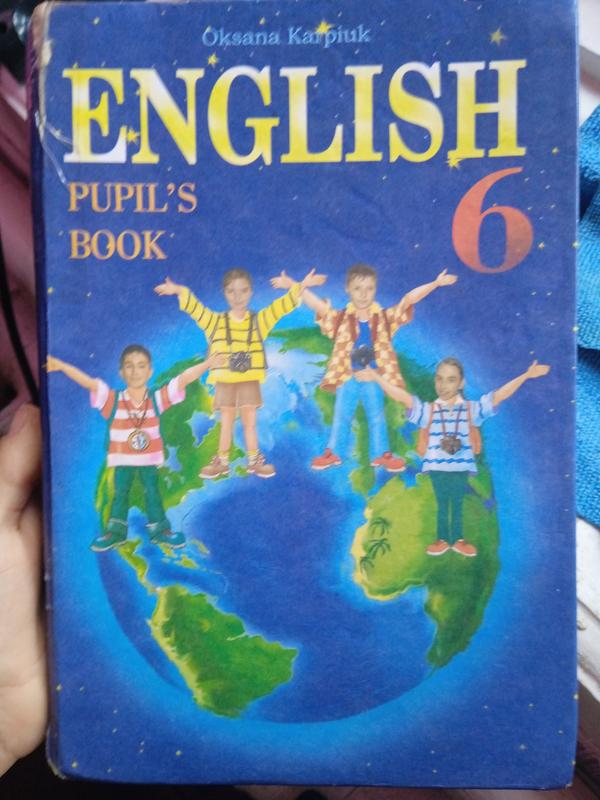 Oksana Karpiuk
ENGLISH
PUPIL'S
BOOK
6